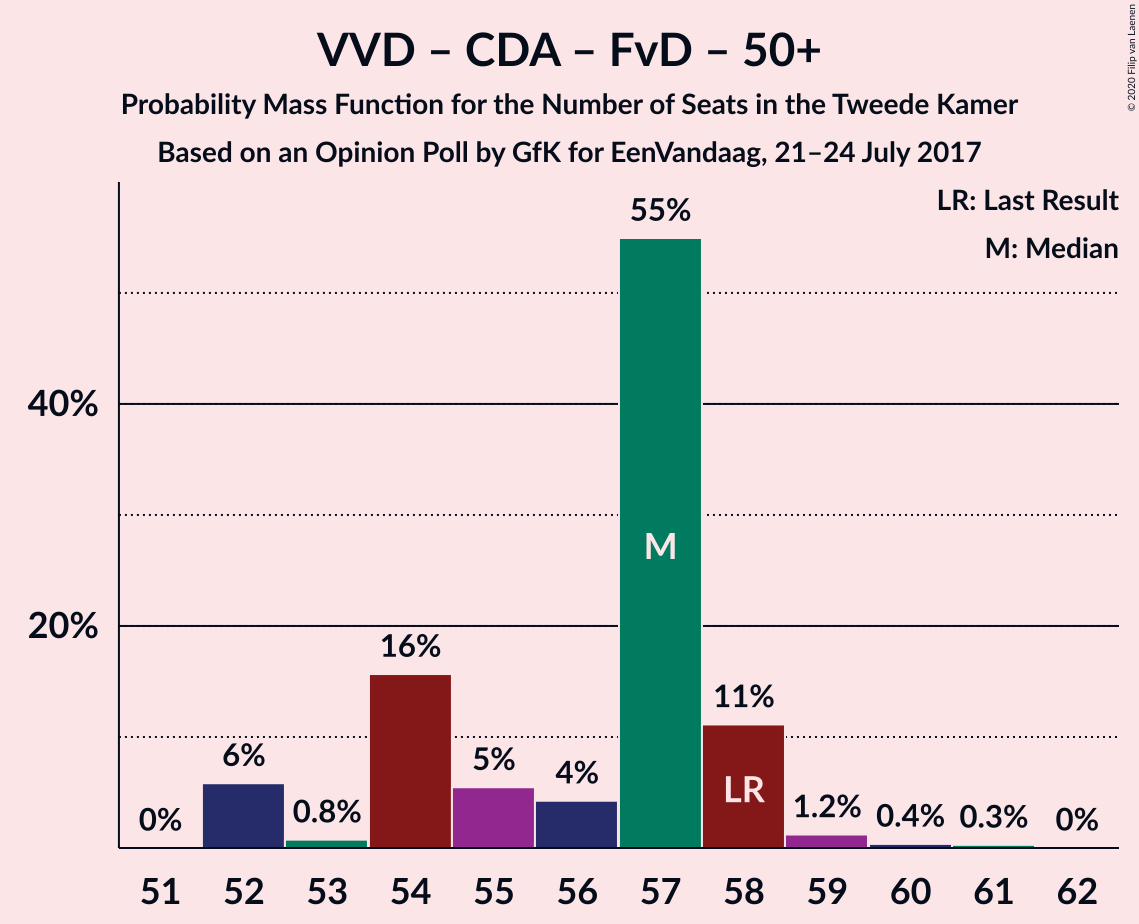 VVD – CDA – FvD – 50+
Probability Mass Function for the Number of Seats in the Tweede Kamer
Based on an Opinion Poll by GfK for EenVandaag, 21–24 July 2017
© 2020 Filip van Laenen
LR: Last Result
M: Median
40%
20%
0%
6%
0.8%
16%
5%
4%
55%
11%
1.2%
0.4%
0.3%
0%
M
LR
51 52 53 54 55 56 57 58 59 60 61 62